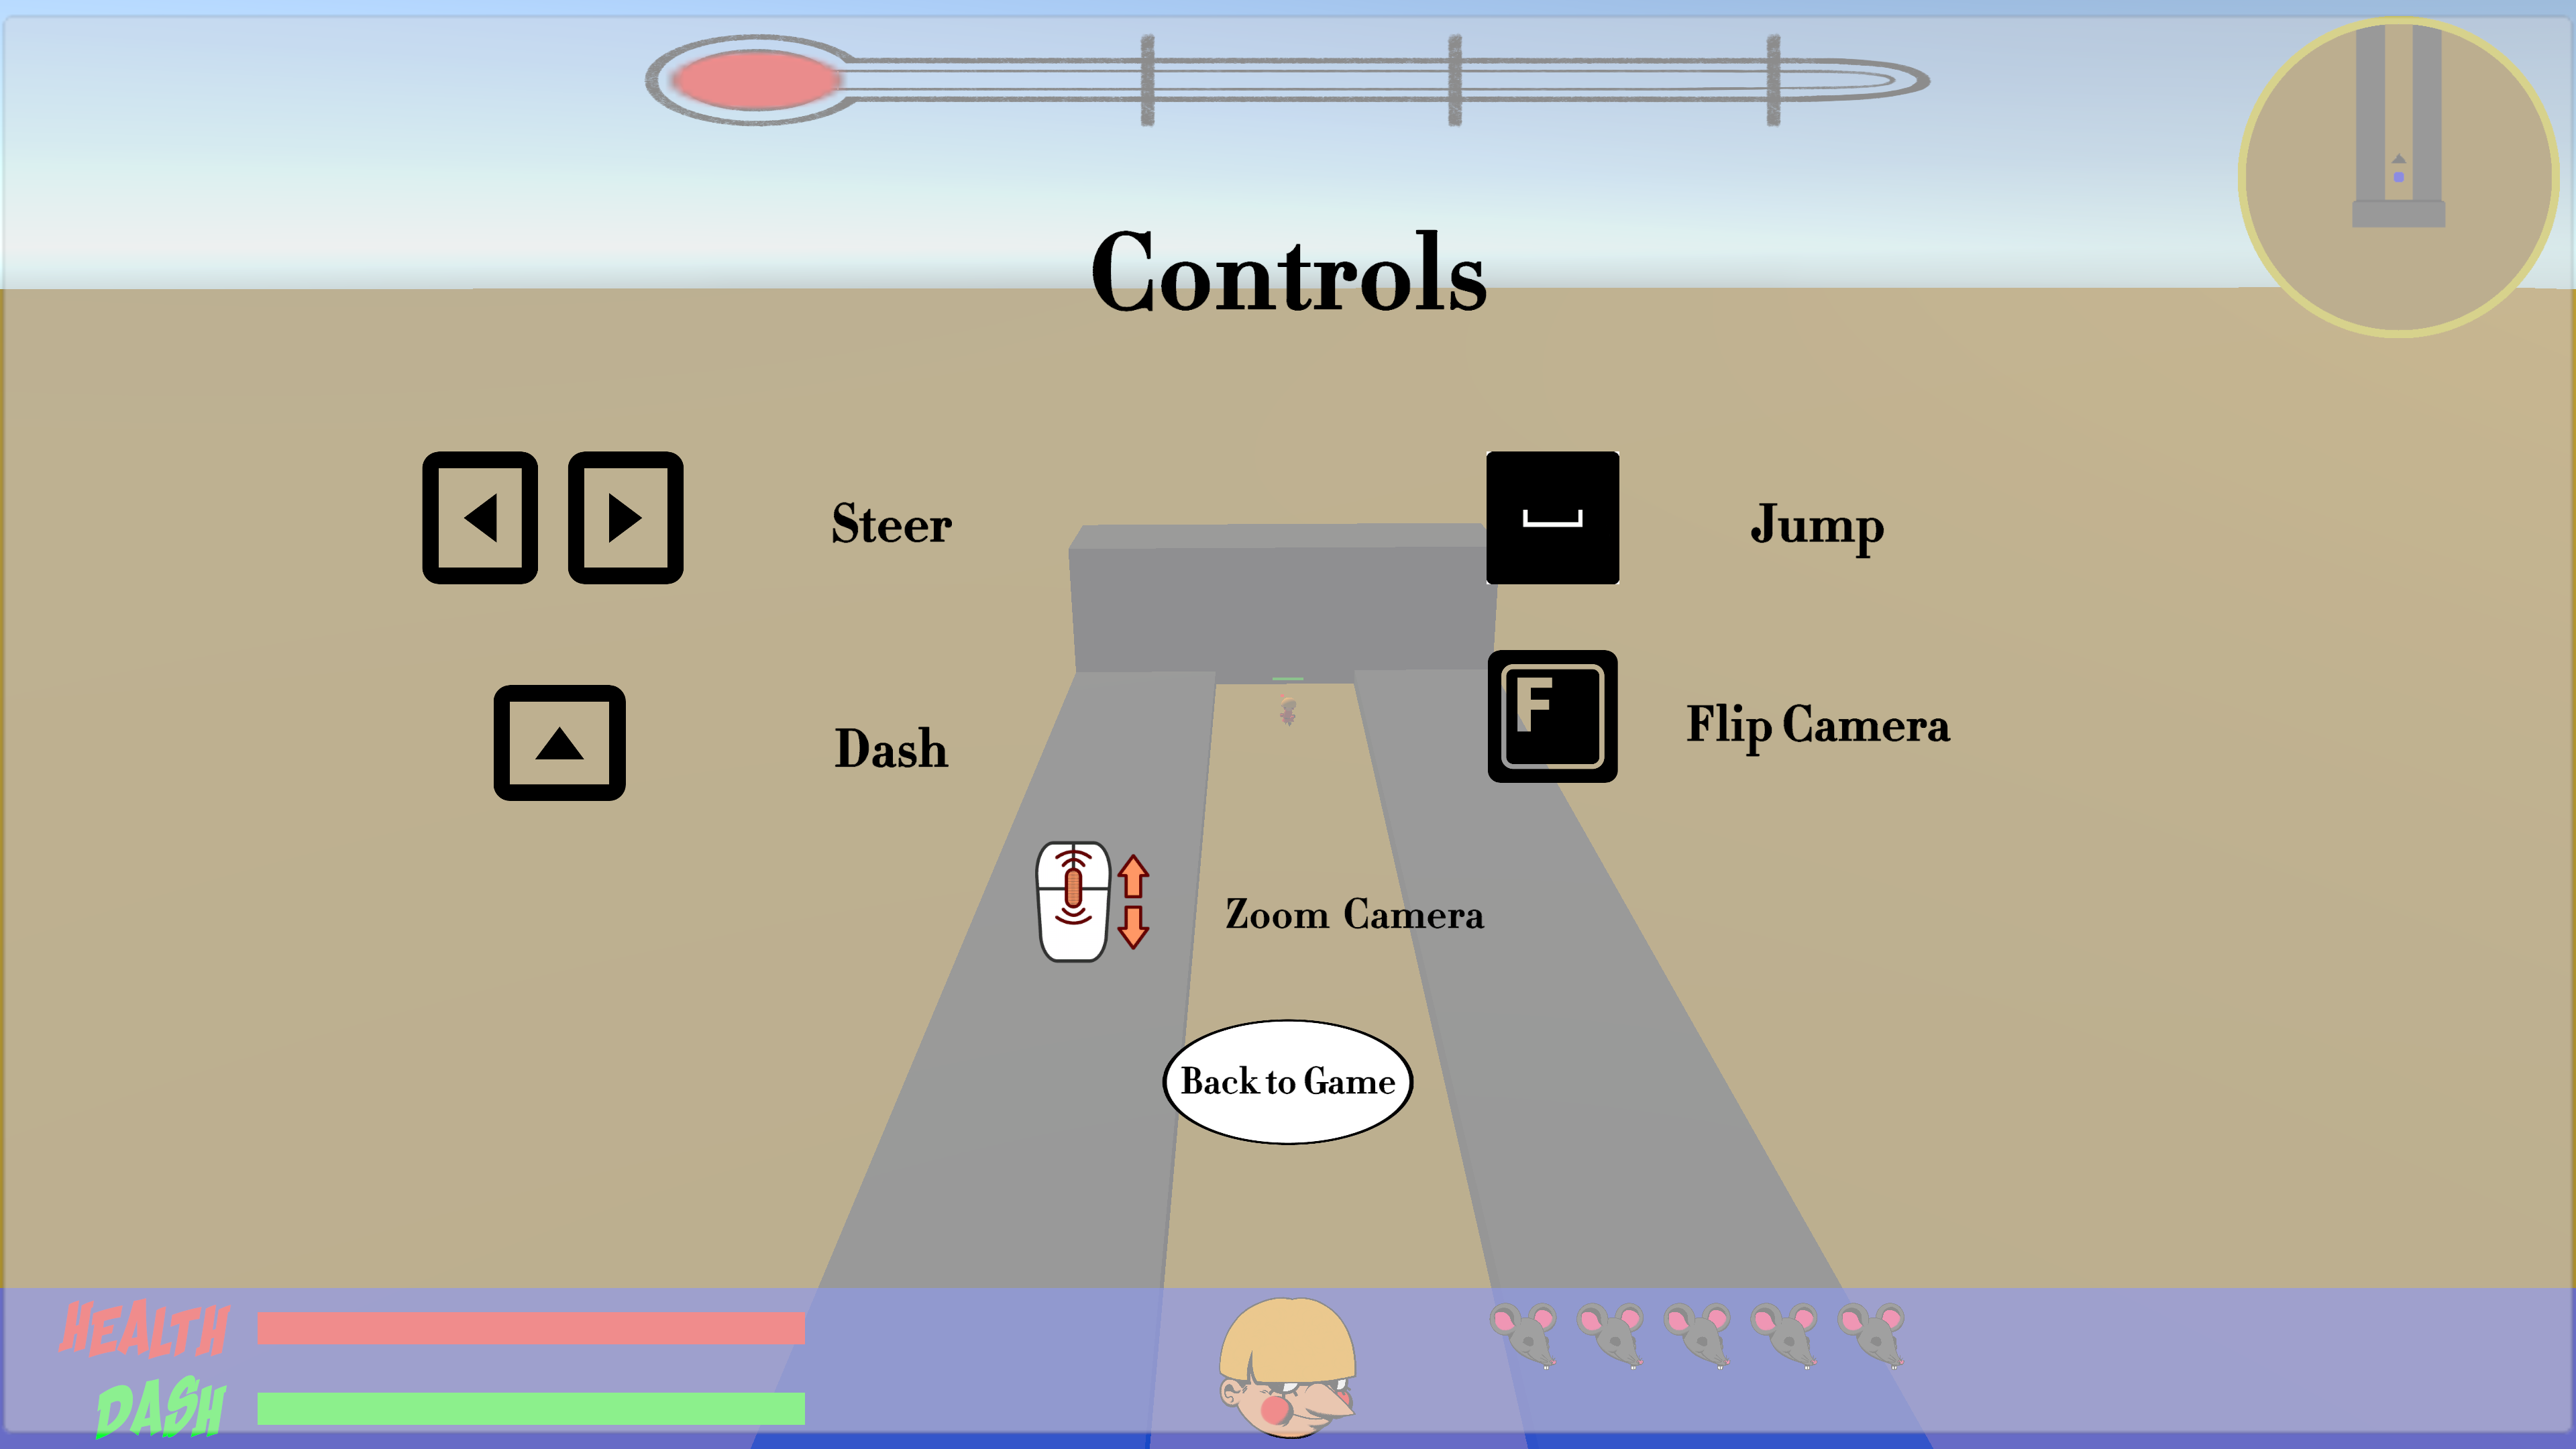 Controls
Steer
Jump
F
Flip Camera
Dash
Zoom Camera
Back to Game
HEALTH
DASH